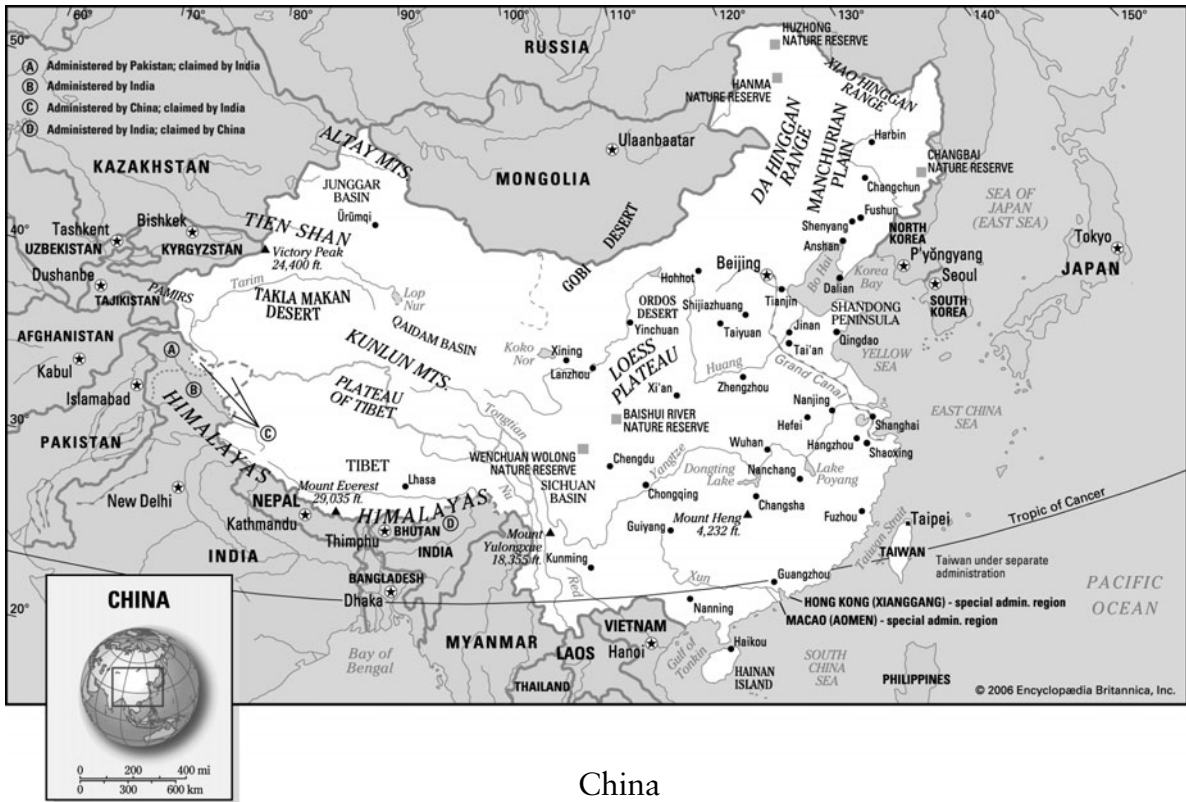 60° 70° 80° 90° 100° 110° 120° 130° 140° 150°
50°
40°
30°
20°
A Administered by Pakistan; claimed by India
B Administered by India
C Administered by China; claimed by India
D Administered by India; claimed by China
RUSSIA
HUZHONG
NATURE RESERVE
HANMA
NATURE RESERVE
XIAO HINGGAN
RANGE
DA HINGGAN
RANGE
MANCHURIAN
PLAIN
Harbin
CHANGBAI
NATURE RESERVE
Changchun
Fushun
Shenyang
Anshan
KAZAKHSTAN
ALTAY MTS.
Ulaanbaatar
MONGOLIA
JUNGGAR
BASIN
Ürümqi
Tashkent
Bishkek
TIEN SHAN
UZBEKISTAN
KYRGYZSTAN
Victory Peak
24,400 ft.
Dushanbe
TAJIKISTAN
PAMIRS
Tarim
TAKLA MAKAN
DESERT
Lop
Nur
GOBI
DESERT
Hohhot
Beijing
Bo Hai
Dalian
Korea
Bay
NORTH
KOREA
P'yŏngyang
Seoul
SOUTH
KOREA
SEA OF
JAPAN
(EAST SEA)
Tokyo
JAPAN
AFGHANISTAN
Kabul
Islamabad
PAKISTAN
A
B
C
QAIDAM BASIN
KUNLUN MTS.
Koko
Nor
Xining
Lanzhou
ORDOS
DESERT
Yinchuan
Shijiazhuang
Taiyuan
Tianjin
Jinan
Tai'an
SHANDONG
PENINSULA
Qingdao
YELLOW
SEA
LOESS
PLATEAU
Huang
Zhengzhou
Grand Canal
Xi'an
PLATEAU
OF TIBET
Tongtian
BAISHUI RIVER
NATURE RESERVE
Nanjing
Hefei
Shanghai
EAST CHINA
SEA
HIMALAYAS
TIBET
Lhasa
Mount Everest
29,035 ft.
WENCHUAN WOLONG
NATURE RESERVE
SICHUAN
BASIN
Nu
Chengdu
Yangtze
Chongqing
Wuhan
Dongting
Lake
Nanchang
Lake
Poyang
Hangzhou
Shaoxing
New Delhi
NEPAL
Kathmandu
HIMALAYAS
D
Thimphu
BHUTAN
INDIA
INDIA
Mount
Yulongxue
18,355 ft.
Kunming
Guiyang
Changsha
Mount Heng
4,232 ft.
Fuzhou
Taiwan Strait
Taipei
TAIWAN
Tropic of Cancer
Taiwan under separate
administration
BANGLADESH
Dhaka
Red
Xun
Guangzhou
Nanning
HONG KONG (XIANGGANG) - special admin. region
MACAO (AOMEN) - special admin. region
PACIFIC
OCEAN
Bay of
Bengal
MYANMAR
LAOS
VIETNAM
Hanoi
Gulf of
Tonkin
Haikou
HAINAN
ISLAND
SOUTH
CHINA
SEA
THAILAND
PHILIPPINES
© 2006 Encyclopædia Britannica, Inc.
CHINA
0 200 400 mi
0 300 600 km
China